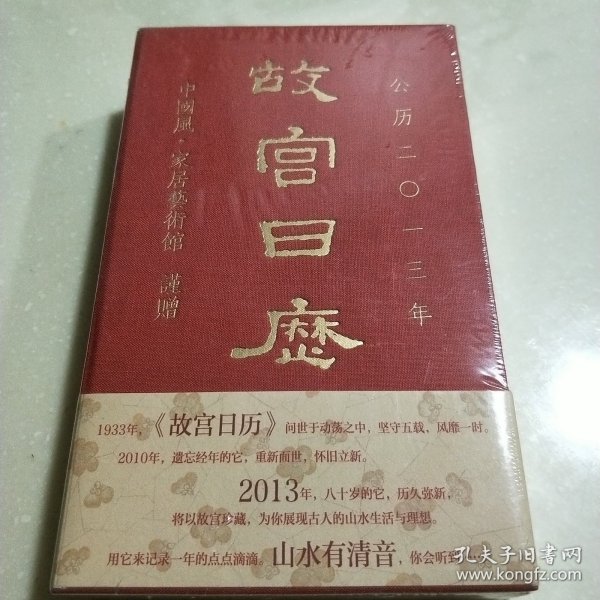 公历二〇一三年
故宫日歷
中國風·家居藝術館 謹贈
1933年，《故宫日历》问世于动荡之中，坚守五载，风靡一时。
2010年，遗忘经年的它，重新面世，怀旧立新。
2013年，八十岁的它，历久弥新，
将以故宫珍藏，为你展现古人的山水生活与理想。
用它来记录一年的点点滴滴。山水有清音，你会听到……
孔夫子旧书网
www.kongfz.com